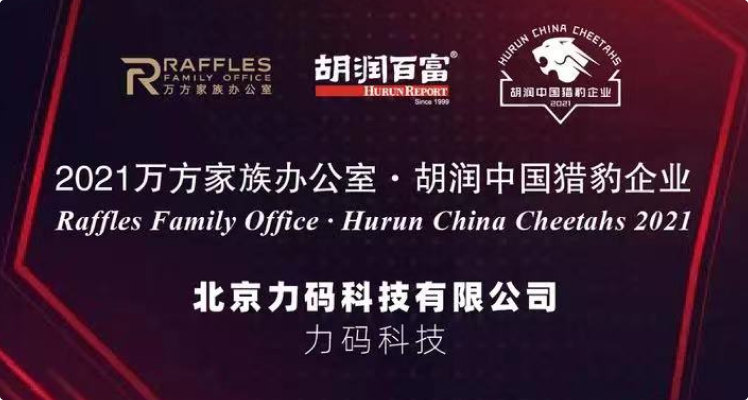 RAFFLES
FAMILY OFFICE
万方家族办公室
胡润百富®
HURUN REPORT
Since 1999
HURUN CHINA CHEETAHS
胡润中国猎豹企业
2021
2021万方家族办公室·胡润中国猎豹企业
Raffles Family Office · Hurun China Cheetahs 2021
北京力码科技有限公司
力码科技